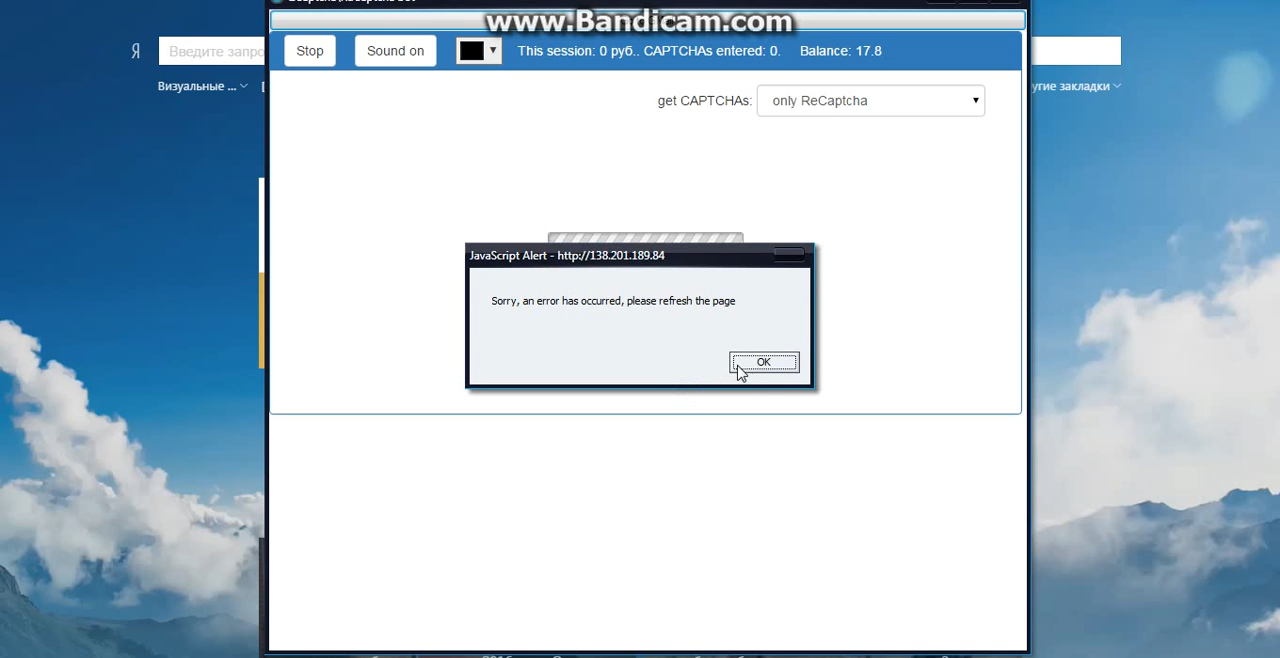 www.Bandicam.com
Stop
Sound on
This session: 0 руб.. CAPTCHAs entered: 0.
Balance: 17.8
Я
Введите запро
Визуальные ...
угие закладки
get CAPTCHAs:
only ReCaptcha
JavaScript Alert - http://138.201.189.84
Sorry, an error has occurred, please refresh the page
OK